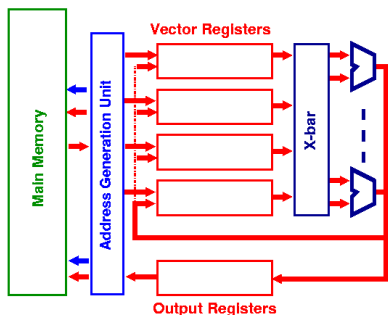 Vector Registers
Main Memory
Address Generation Unit
X-bar
Output Registers